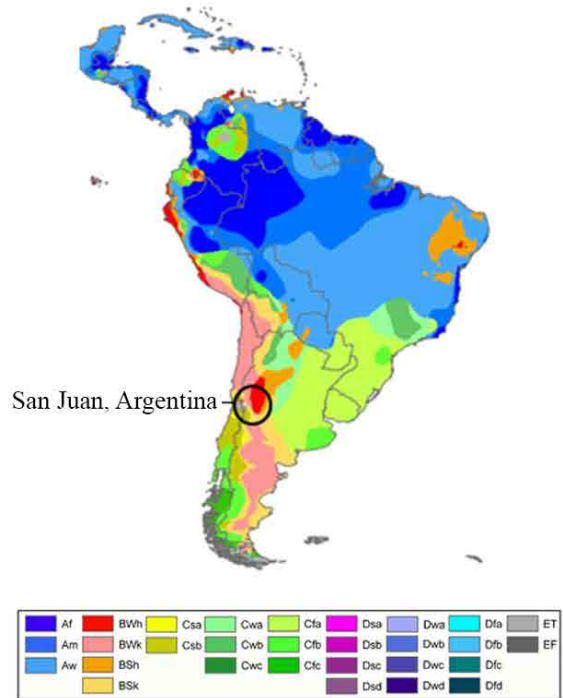 San Juan, Argentina
Af BWh Csa Cwa Cfa Dsa Dwa Dfa ET
Am BWk Csb Cwb Cfb Dsb Dwb Dfb EF
Aw BSh Cwc Cfc Dsc Dwc Dfc
BSk Dsd Dwd Dfd